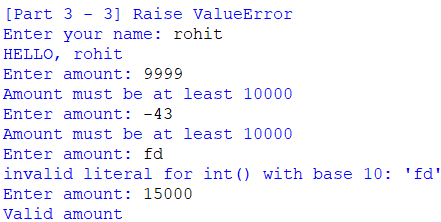 [Part 3 - 3] Raise ValueError
Enter your name: rohit
HELLO, rohit
Enter amount: 9999
Amount must be at least 10000
Enter amount: -43
Amount must be at least 10000
Enter amount: fd
invalid literal for int() with base 10: 'fd'
Enter amount: 15000
Valid amount